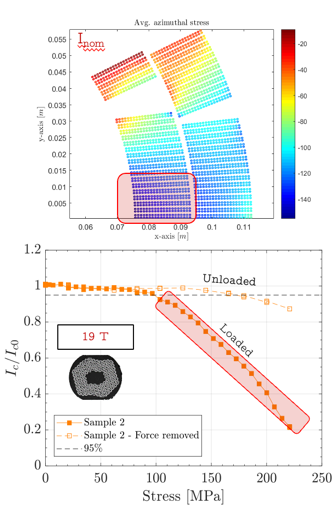 Avg. azimuthal stress
I_nom
0.055
0.05
0.045
0.04
0.035
0.03
0.025
0.02
0.015
0.01
0.005
y-axis [m]
0.06 0.07 0.08 0.09 0.1 0.11
x-axis [m]
-20
-40
-60
-80
-100
-120
-140
1.2
1
0.8
0.6
0.4
0.2
0
I_c/I_c0
Unloaded
Loaded
19 T
Sample 2
Sample 2 - Force removed
95%
0 50 100 150 200 250
Stress [MPa]